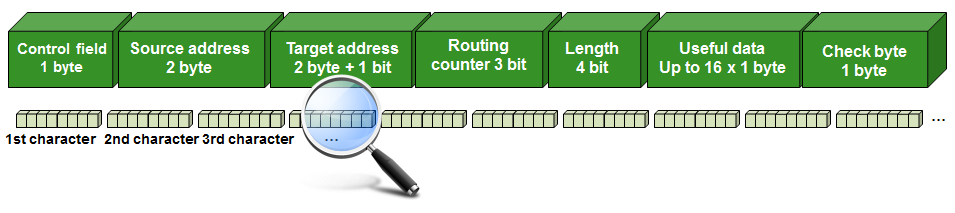 Control field
1 byte
Source address
2 byte
Target address
2 byte + 1 bit
Routing
counter 3 bit
Length
4 bit
Useful data
Up to 16 x 1 byte
Check byte
1 byte
1st character
2nd character
3rd character
...
...